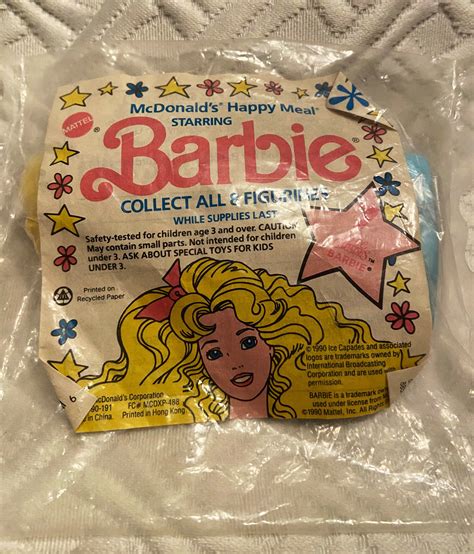 McDonald's® Happy Meal®
STARRING
MATTEL
Barbie®
COLLECT ALL 8 FIGURINES
WHILE SUPPLIES LAST
Safety-tested for children age 3 and over. CAUTION
May contain small parts. Not intended for children
under 3. ASK ABOUT SPECIAL TOYS FOR KIDS
UNDER 3.
BARBIE™
Printed on
Recycled Paper
©1990 Ice Capades and associated
logos are trademarks owned by
International Broadcasting
Corporation and are used
permission.
McDonald's Corporation
90-191 FC# MCDXP-488
in China Printed in Hong Kong
BARBIE is a tradem
used under license from
©1990 Mattel, Inc. All Rights